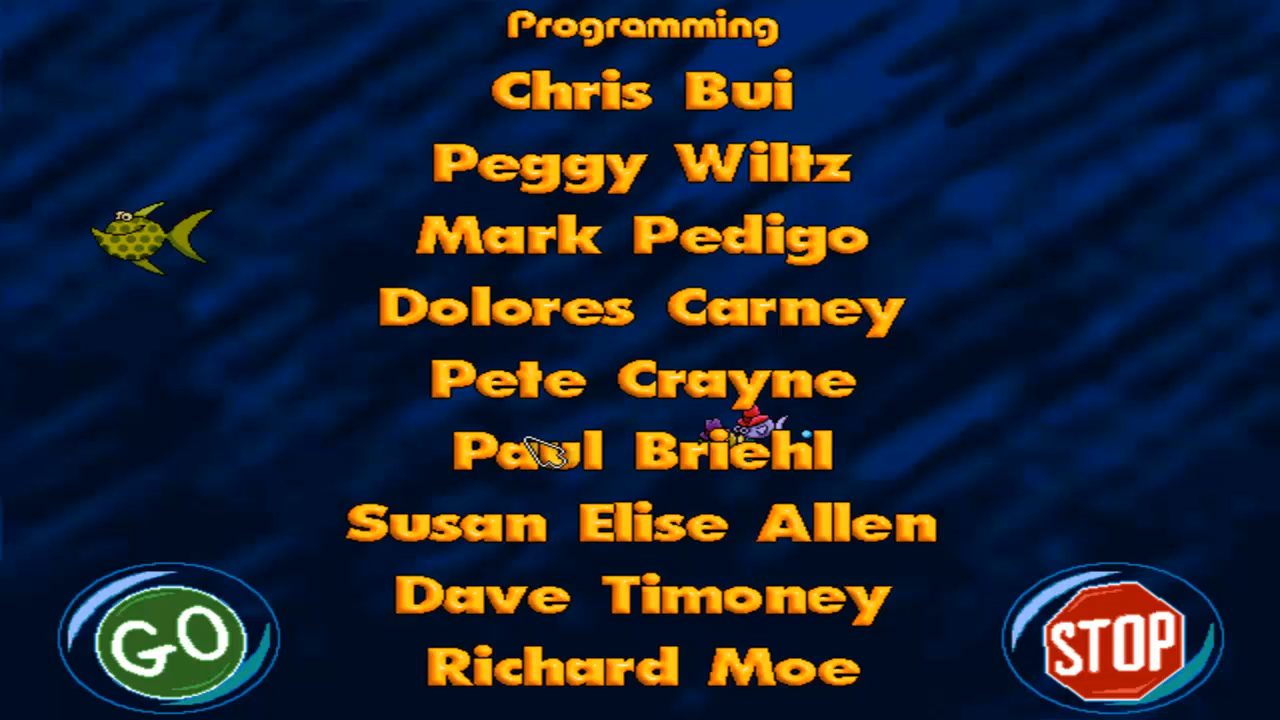 Programming
Chris Bui
Peggy Wiltz
Mark Pedigo
Dolores Carney
Pete Crayne
Paul Briehl
Susan Elise Allen
Dave Timoney
Richard Moe
GO
STOP